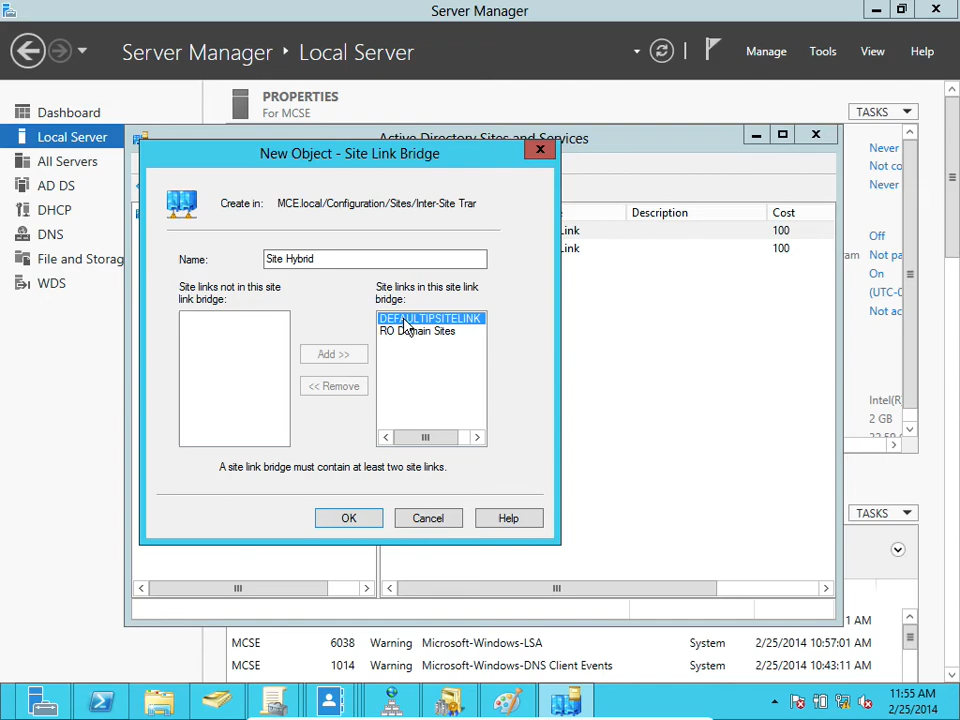 Server Manager
Server Manager ‣ Local Server
Manage
Tools
View
Help
Dashboard
Local Server
All Servers
AD DS
DHCP
DNS
File and Storag
WDS
PROPERTIES
For MCSE
TASKS
Never
Not co
Never
Off
Not pa
On
(UTC-0
Not ac
Intel(R)
2 GB
Active Directory Sites and Services
Description
Cost
Link
100
Link
100
New Object - Site Link Bridge
Create in:
MCE.local/Configuration/Sites/Inter-Site Trar
Name:
Site Hybrid
Site links not in this site
link bridge:
Site links in this site link
bridge:
DEFAULTIPSITELINK
RO Domain Sites
Add >>
<< Remove
A site link bridge must contain at least two site links.
OK
Cancel
Help
TASKS
1 AM
MCSE 6038 Warning Microsoft-Windows-LSA System 2/25/2014 10:57:01 AM
MCSE 1014 Warning Microsoft-Windows-DNS Client Events System 2/25/2014 10:43:11 AM
11:55 AM
2/25/2014